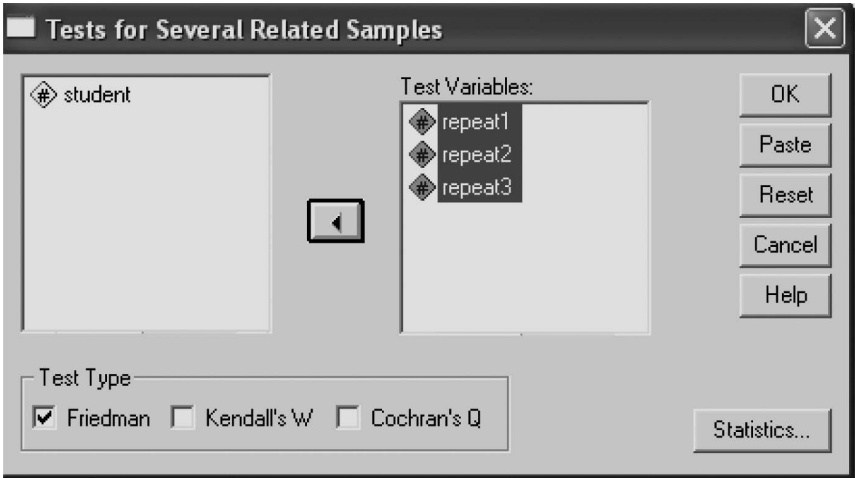 Tests for Several Related Samples
# student
Test Variables:
# repeat1
# repeat2
# repeat3
OK
Paste
Reset
Cancel
Help
Test Type
Friedman Kendall's W Cochran's Q
Statistics...